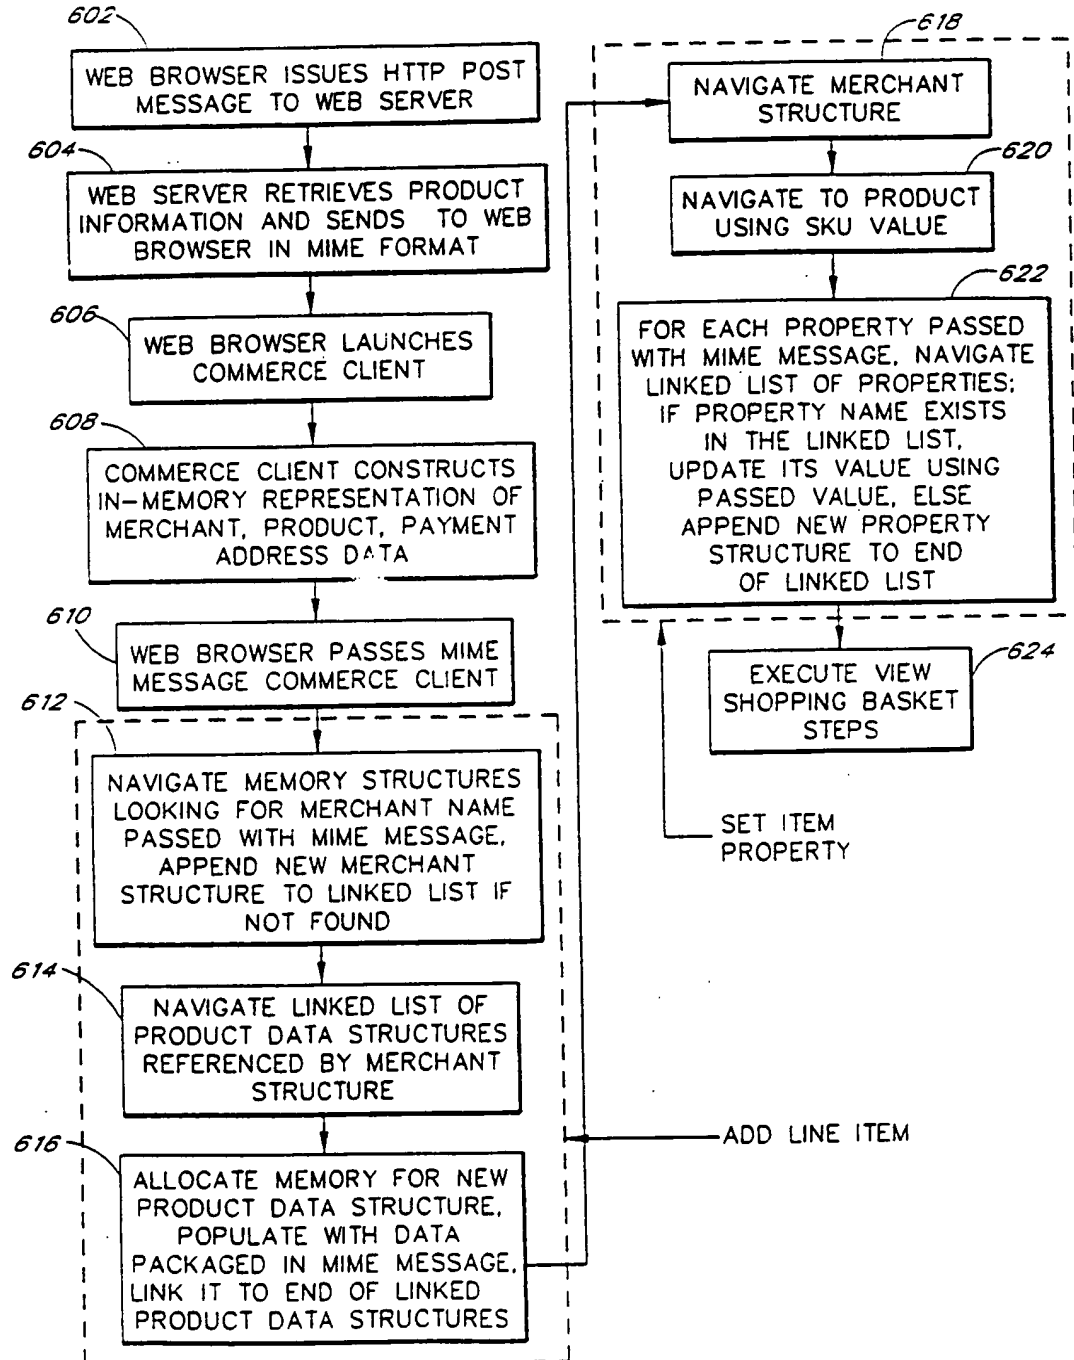 602
WEB BROWSER ISSUES HTTP POST
MESSAGE TO WEB SERVER
604
WEB SERVER RETRIEVES PRODUCT
INFORMATION AND SENDS TO WEB
BROWSER IN MIME FORMAT
606
WEB BROWSER LAUNCHES
COMMERCE CLIENT
608
COMMERCE CLIENT CONSTRUCTS
IN-MEMORY REPRESENTATION OF
MERCHANT, PRODUCT, PAYMENT
ADDRESS DATA
610
WEB BROWSER PASSES MIME
MESSAGE COMMERCE CLIENT
612
NAVIGATE MEMORY STRUCTURES
LOOKING FOR MERCHANT NAME
PASSED WITH MIME MESSAGE,
APPEND NEW MERCHANT
STRUCTURE TO LINKED LIST IF
NOT FOUND
614
NAVIGATE LINKED LIST OF
PRODUCT DATA STRUCTURES
REFERENCED BY MERCHANT
STRUCTURE
616
ALLOCATE MEMORY FOR NEW
PRODUCT DATA STRUCTURE,
POPULATE WITH DATA
PACKAGED IN MIME MESSAGE,
LINK IT TO END OF LINKED
PRODUCT DATA STRUCTURES
ADD LINE ITEM
618
NAVIGATE MERCHANT
STRUCTURE
620
NAVIGATE TO PRODUCT
USING SKU VALUE
622
FOR EACH PROPERTY PASSED
WITH MIME MESSAGE, NAVIGATE
LINKED LIST OF PROPERTIES;
IF PROPERTY NAME EXISTS
IN THE LINKED LIST,
UPDATE ITS VALUE USING
PASSED VALUE, ELSE
APPEND NEW PROPERTY
STRUCTURE TO END
OF LINKED LIST
624
EXECUTE VIEW
SHOPPING BASKET
STEPS
SET ITEM
PROPERTY